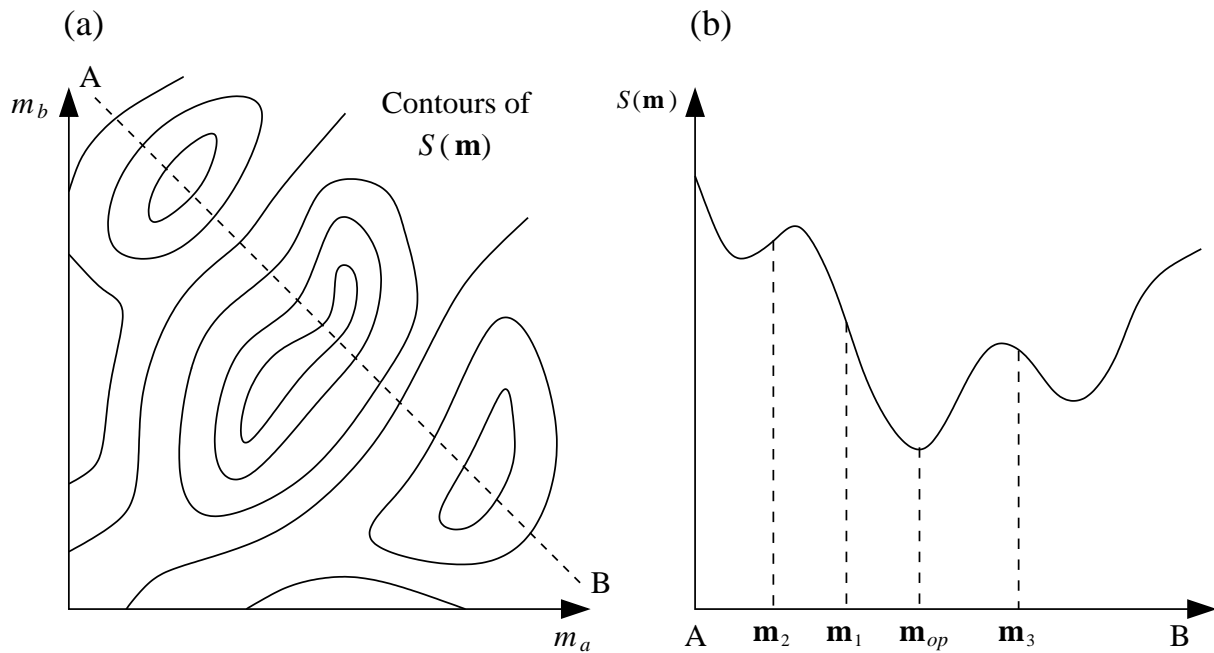 (a)
A
m_b
Contours of
S(m)
B
m_a
(b)
S(m)
A m_2 m_1 m_op m_3 B